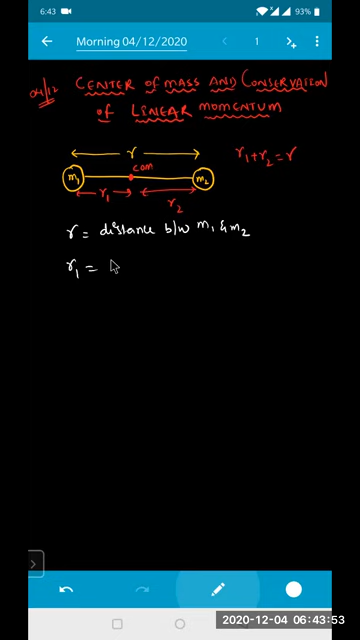 6:43
93%
Morning 04/12/2020
1
04/12 CENTER OF MASS AND CONSERVATION
OF LINEAR MOMENTUM
r
r₁+r₂=r
com
m₁
m₂
r₁
r₂
r = distance b/w m₁ & m₂
r₁ =
2020-12-04 06:43:53